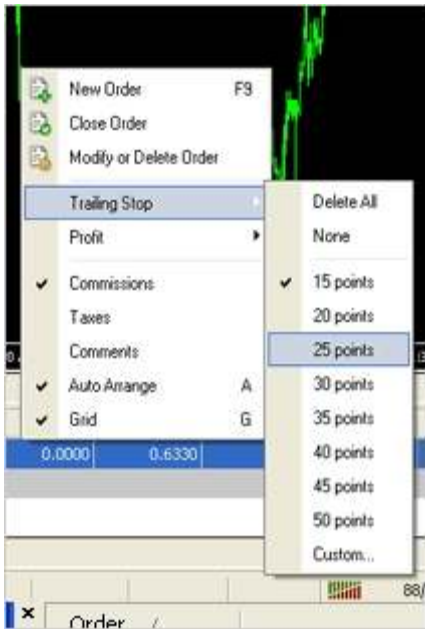 New Order F9
Close Order
Modify or Delete Order
Trailing Stop
Profit
Commissions
Taxes
Comments
Auto Arrange A
Grid G
Delete All
None
15 points
20 points
25 points
30 points
35 points
40 points
45 points
50 points
Custom...
0.0000 0.6330
88/
Order /